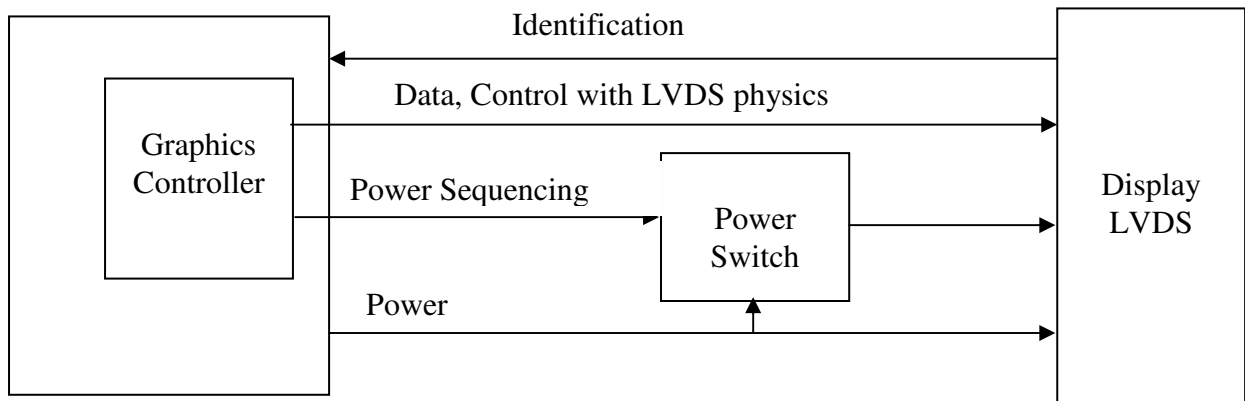 Identification
Data, Control with LVDS physics
Graphics
Controller
Power Sequencing
Power
Switch
Display
LVDS
Power